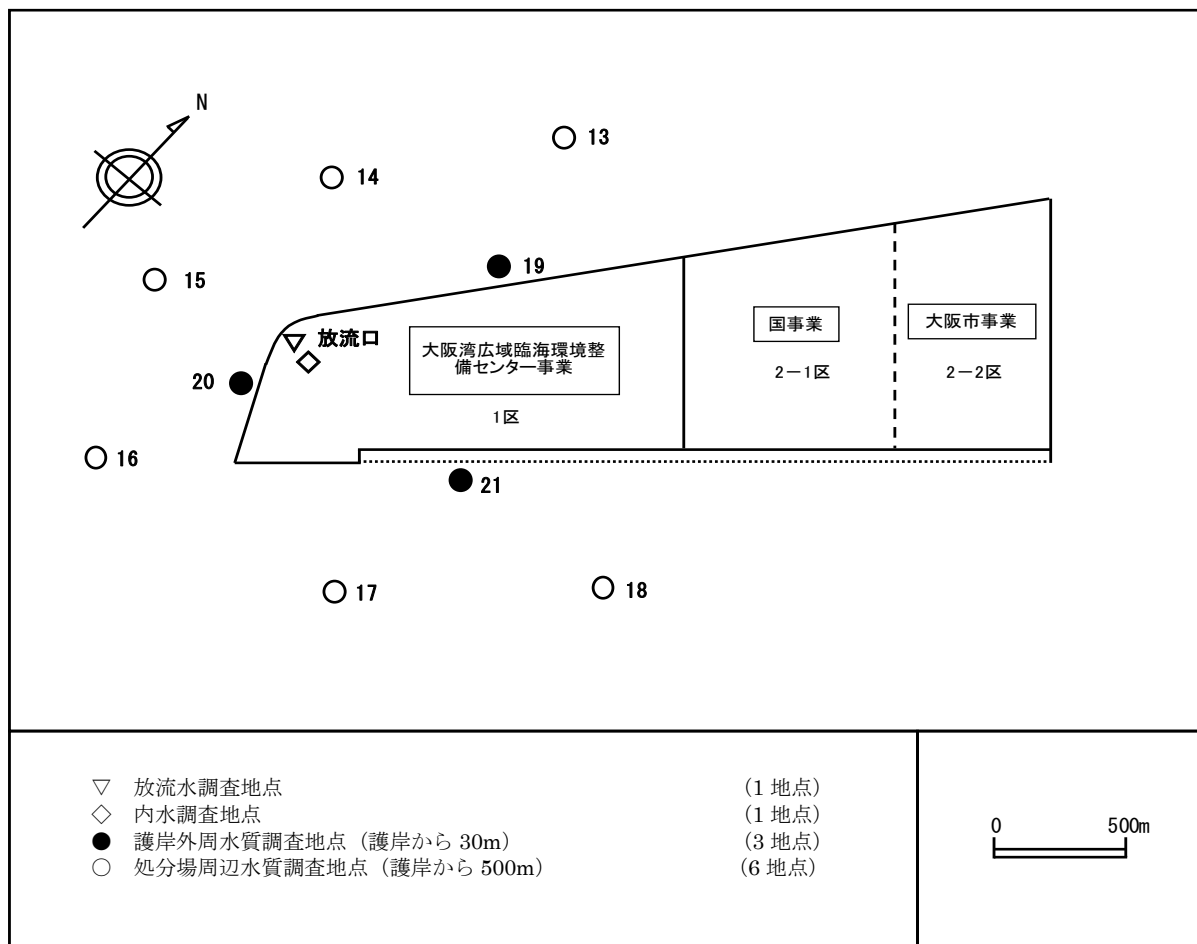 N
13
14
15
19
放流口
20
大阪湾広域臨海環境整
備センター事業
1区
国事業
2－1区
大阪市事業
2－2区
16
21
17
18
▽ 放流水調査地点 (1 地点)
◇ 内水調査地点 (1 地点)
● 護岸外周水質調査地点（護岸から 30m） (3 地点)
○ 処分場周辺水質調査地点（護岸から 500m） (6 地点)
0 500m